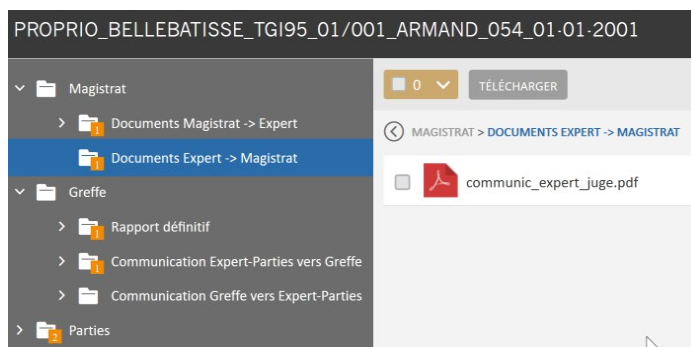 PROPRIO_BELLEBATISSE_TGI95_01/001_ARMAND_054_01-01-2001
Magistrat
1 Documents Magistrat -> Expert
1 Documents Expert -> Magistrat
Greffe
1 Rapport définitif
1 Communication Expert-Parties vers Greffe
Communication Greffe vers Expert-Parties
2 Parties
0 TÉLÉCHARGER
MAGISTRAT > DOCUMENTS EXPERT -> MAGISTRAT
communic_expert_juge.pdf